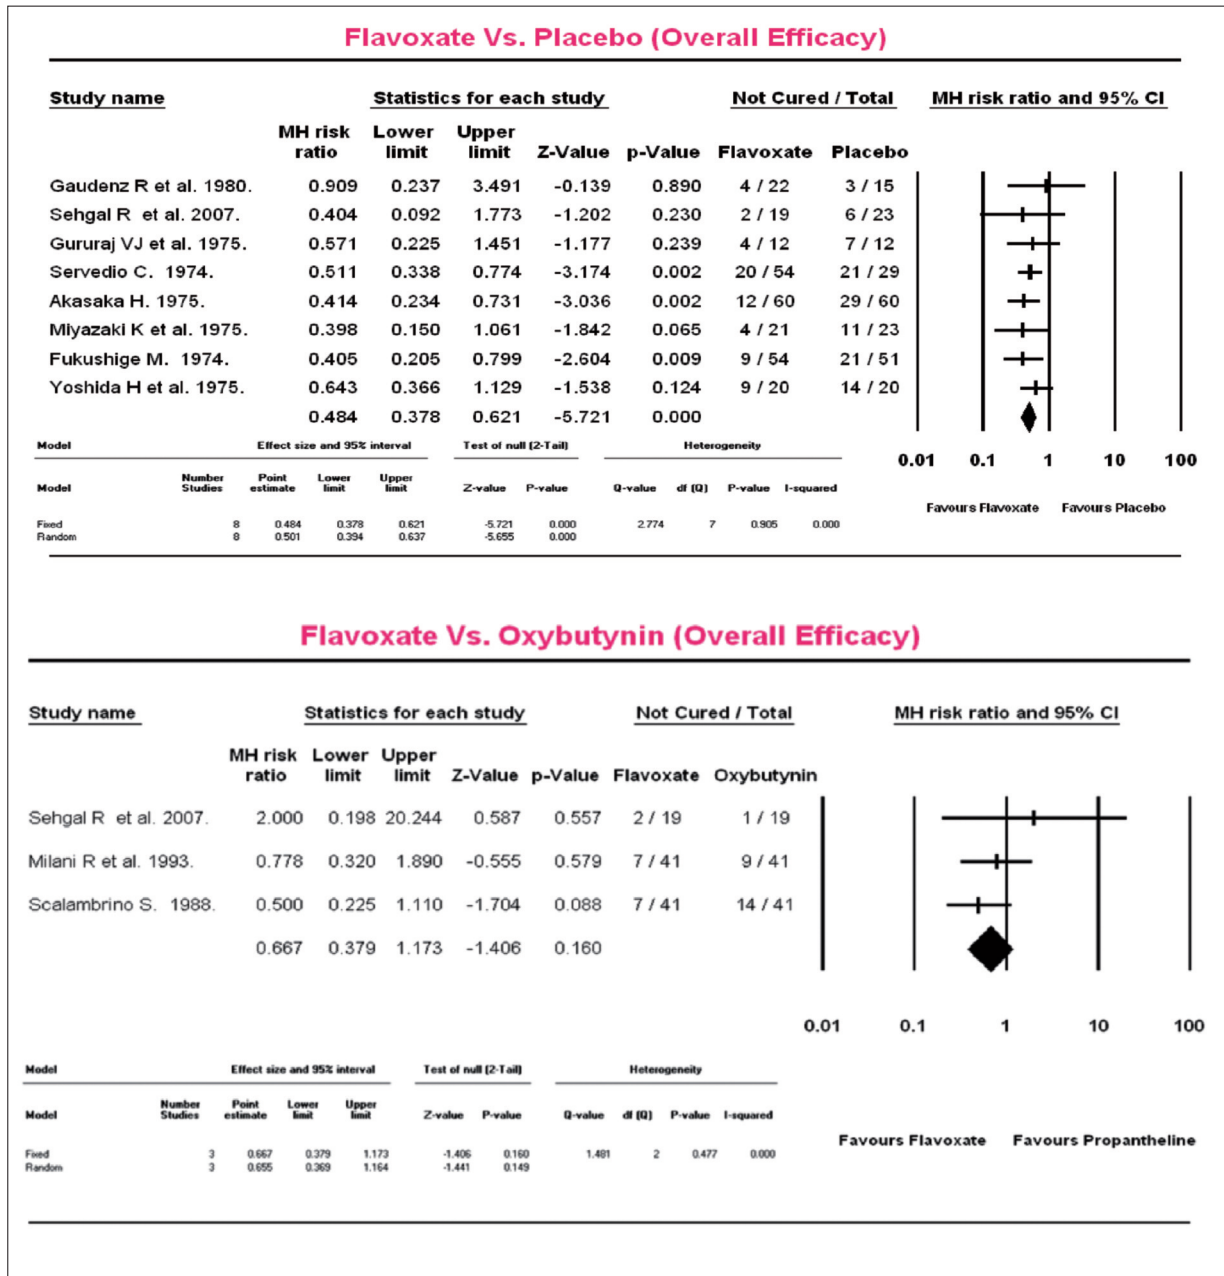 Flavoxate Vs. Placebo (Overall Efficacy)
Study name Statistics for each study Not Cured / Total MH risk ratio and 95% CI
MH risk ratio Lower limit Upper limit Z-Value p-Value Flavoxate Placebo
Gaudenz R et al. 1980. 0.909 0.237 3.491 -0.139 0.890 4 / 22 3 / 15
Sehgal R et al. 2007. 0.404 0.092 1.773 -1.202 0.230 2 / 19 6 / 23
Gururaj VJ et al. 1975. 0.571 0.225 1.451 -1.177 0.239 4 / 12 7 / 12
Servedio C. 1974. 0.511 0.338 0.774 -3.174 0.002 20 / 54 21 / 29
Akasaka H. 1975. 0.414 0.234 0.731 -3.036 0.002 12 / 60 29 / 60
Miyazaki K et al. 1975. 0.398 0.150 1.061 -1.842 0.065 4 / 21 11 / 23
Fukushige M. 1974. 0.405 0.205 0.799 -2.604 0.009 9 / 54 21 / 51
Yoshida H et al. 1975. 0.643 0.366 1.129 -1.538 0.124 9 / 20 14 / 20
0.484 0.378 0.621 -5.721 0.000
0.01 0.1 1 10 100
Favours Flavoxate Favours Placebo
Model Effect size and 95% interval Test of null (2-Tail) Heterogeneity
Model Number Studies Point estimate Lower limit Upper limit Z-value P-value Q-value df (Q) P-value I-squared
Fixed 8 0.484 0.378 0.621 -5.721 0.000 2.774 7 0.905 0.000
Random 8 0.501 0.394 0.637 -5.655 0.000
Flavoxate Vs. Oxybutynin (Overall Efficacy)
Study name Statistics for each study Not Cured / Total MH risk ratio and 95% CI
MH risk ratio Lower limit Upper limit Z-Value p-Value Flavoxate Oxybutynin
Sehgal R et al. 2007. 2.000 0.198 20.244 0.587 0.557 2 / 19 1 / 19
Milani R et al. 1993. 0.778 0.320 1.890 -0.555 0.579 7 / 41 9 / 41
Scalambrino S. 1988. 0.500 0.225 1.110 -1.704 0.088 7 / 41 14 / 41
0.667 0.379 1.173 -1.406 0.160
0.01 0.1 1 10 100
Model Effect size and 95% interval Test of null (2-Tail) Heterogeneity
Model Number Studies Point estimate Lower limit Upper limit Z-value P-value Q-value df (Q) P-value I-squared
Fixed 3 0.667 0.379 1.173 -1.406 0.160 1.481 2 0.477 0.000
Random 3 0.655 0.369 1.164 -1.441 0.149
Favours Flavoxate Favours Propantheline